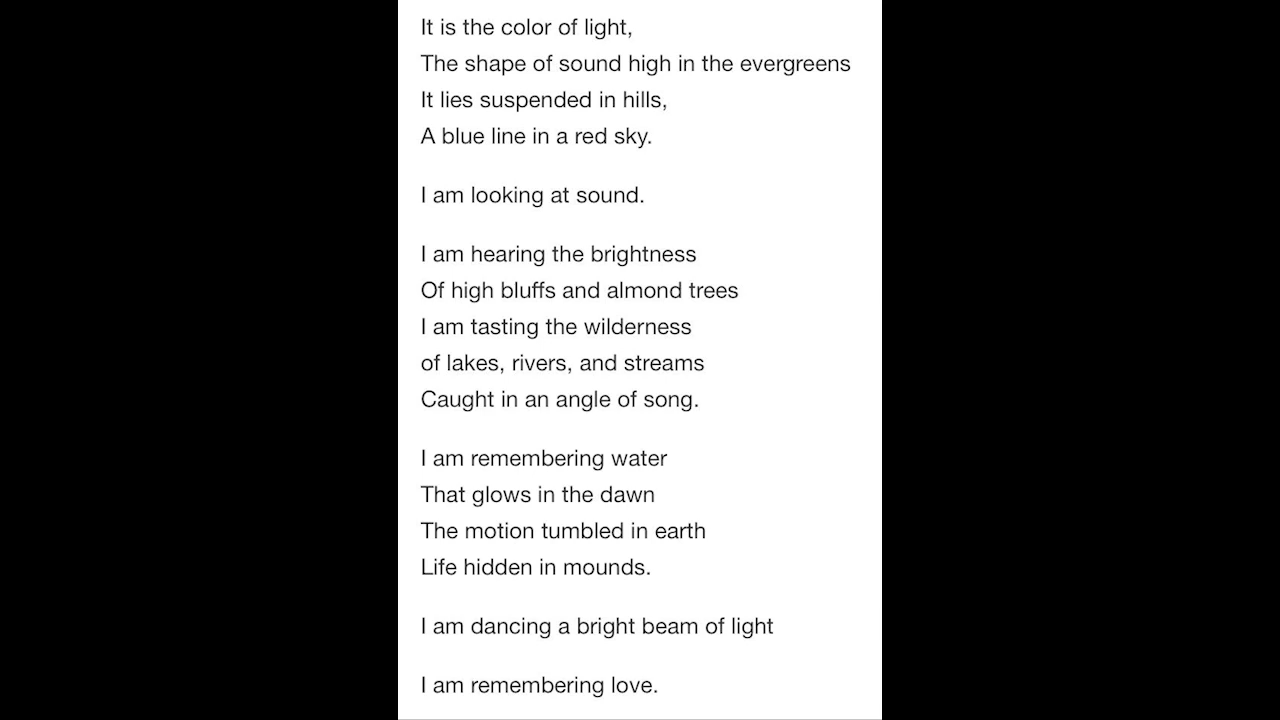 It is the color of light,
The shape of sound high in the evergreens
It lies suspended in hills,
A blue line in a red sky.
I am looking at sound.
I am hearing the brightness
Of high bluffs and almond trees
I am tasting the wilderness
of lakes, rivers, and streams
Caught in an angle of song.
I am remembering water
That glows in the dawn
The motion tumbled in earth
Life hidden in mounds.
I am dancing a bright beam of light
I am remembering love.